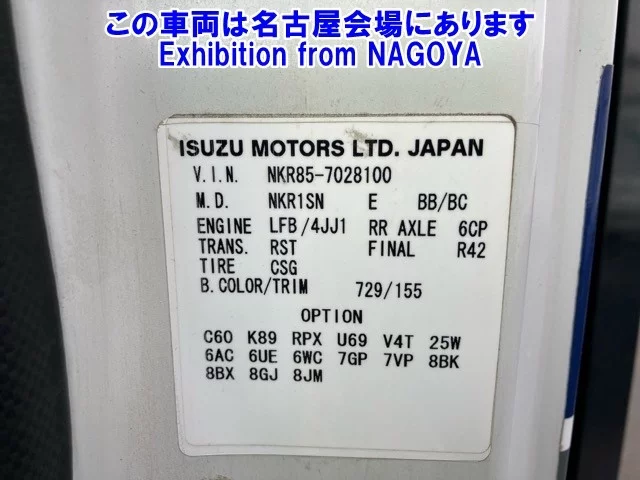 この車両は名古屋会場にあります
Exhibition from NAGOYA
ISUZU MOTORS LTD. JAPAN
V.I.N. NKR85-7028100
M.D. NKR1SN E BB/BC
ENGINE LFB/4JJ1 RR AXLE 6CP
TRANS. RST FINAL R42
TIRE CSG
B.COLOR/TRIM 729/155
OPTION
C60 K89 RPX U69 V4T 25W
6AC 6UE 6WC 7GP 7VP 8BK
8BX 8GJ 8JM